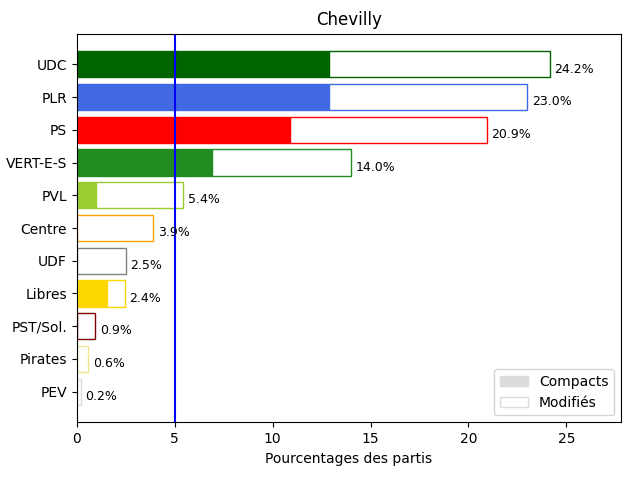 Chevilly
UDC 24.2%
PLR 23.0%
PS 20.9%
VERT-E-S 14.0%
PVL 5.4%
Centre 3.9%
UDF 2.5%
Libres 2.4%
PST/Sol. 0.9%
Pirates 0.6%
PEV 0.2%
Compacts
Modifiés
0 5 10 15 20 25
Pourcentages des partis